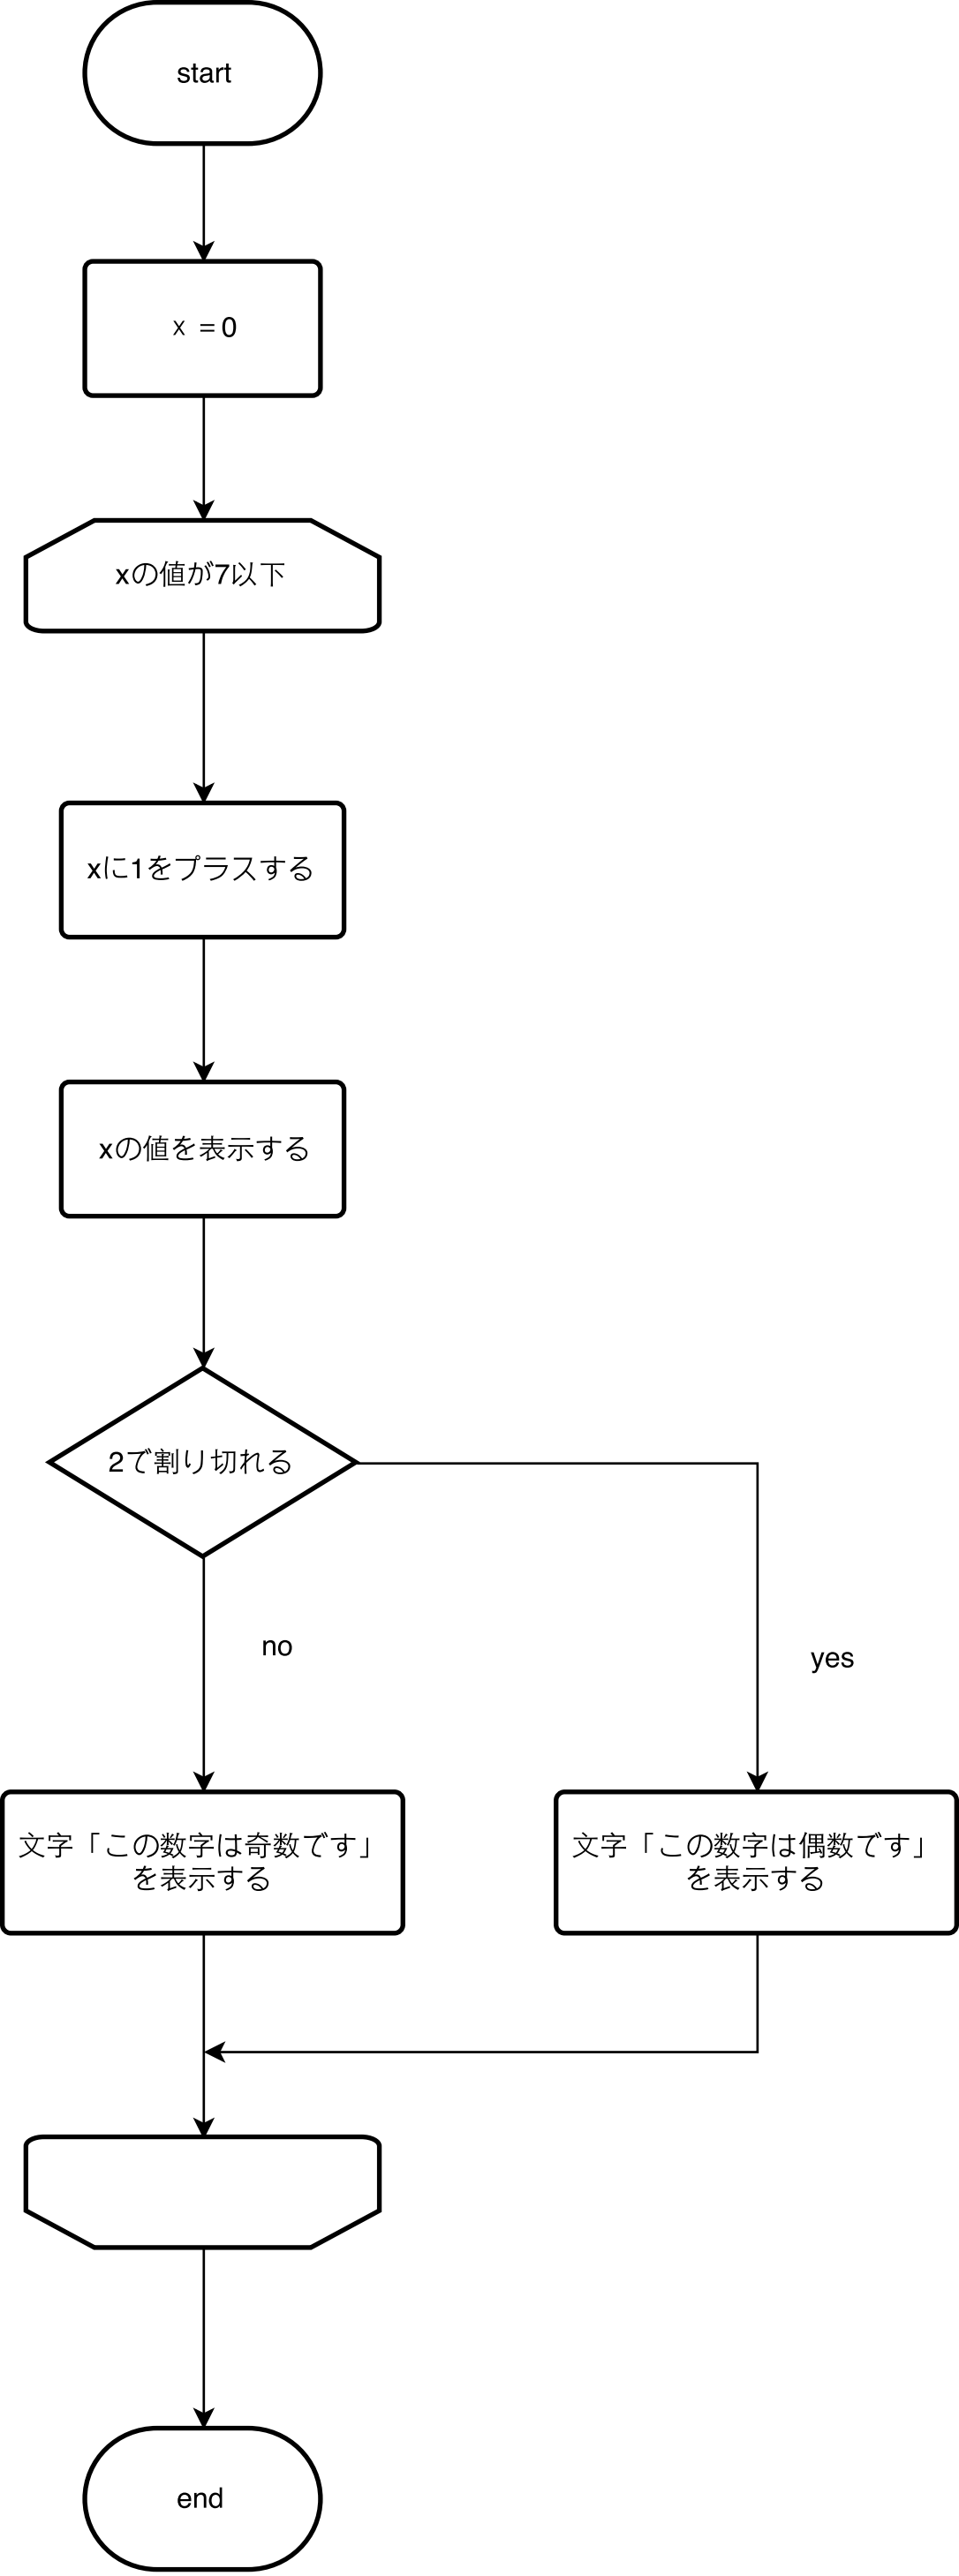 start
x = 0
xの値が7以下
xに1をプラスする
xの値を表示する
2で割り切れる
no
yes
文字「この数字は奇数です」
を表示する
文字「この数字は偶数です」
を表示する
end